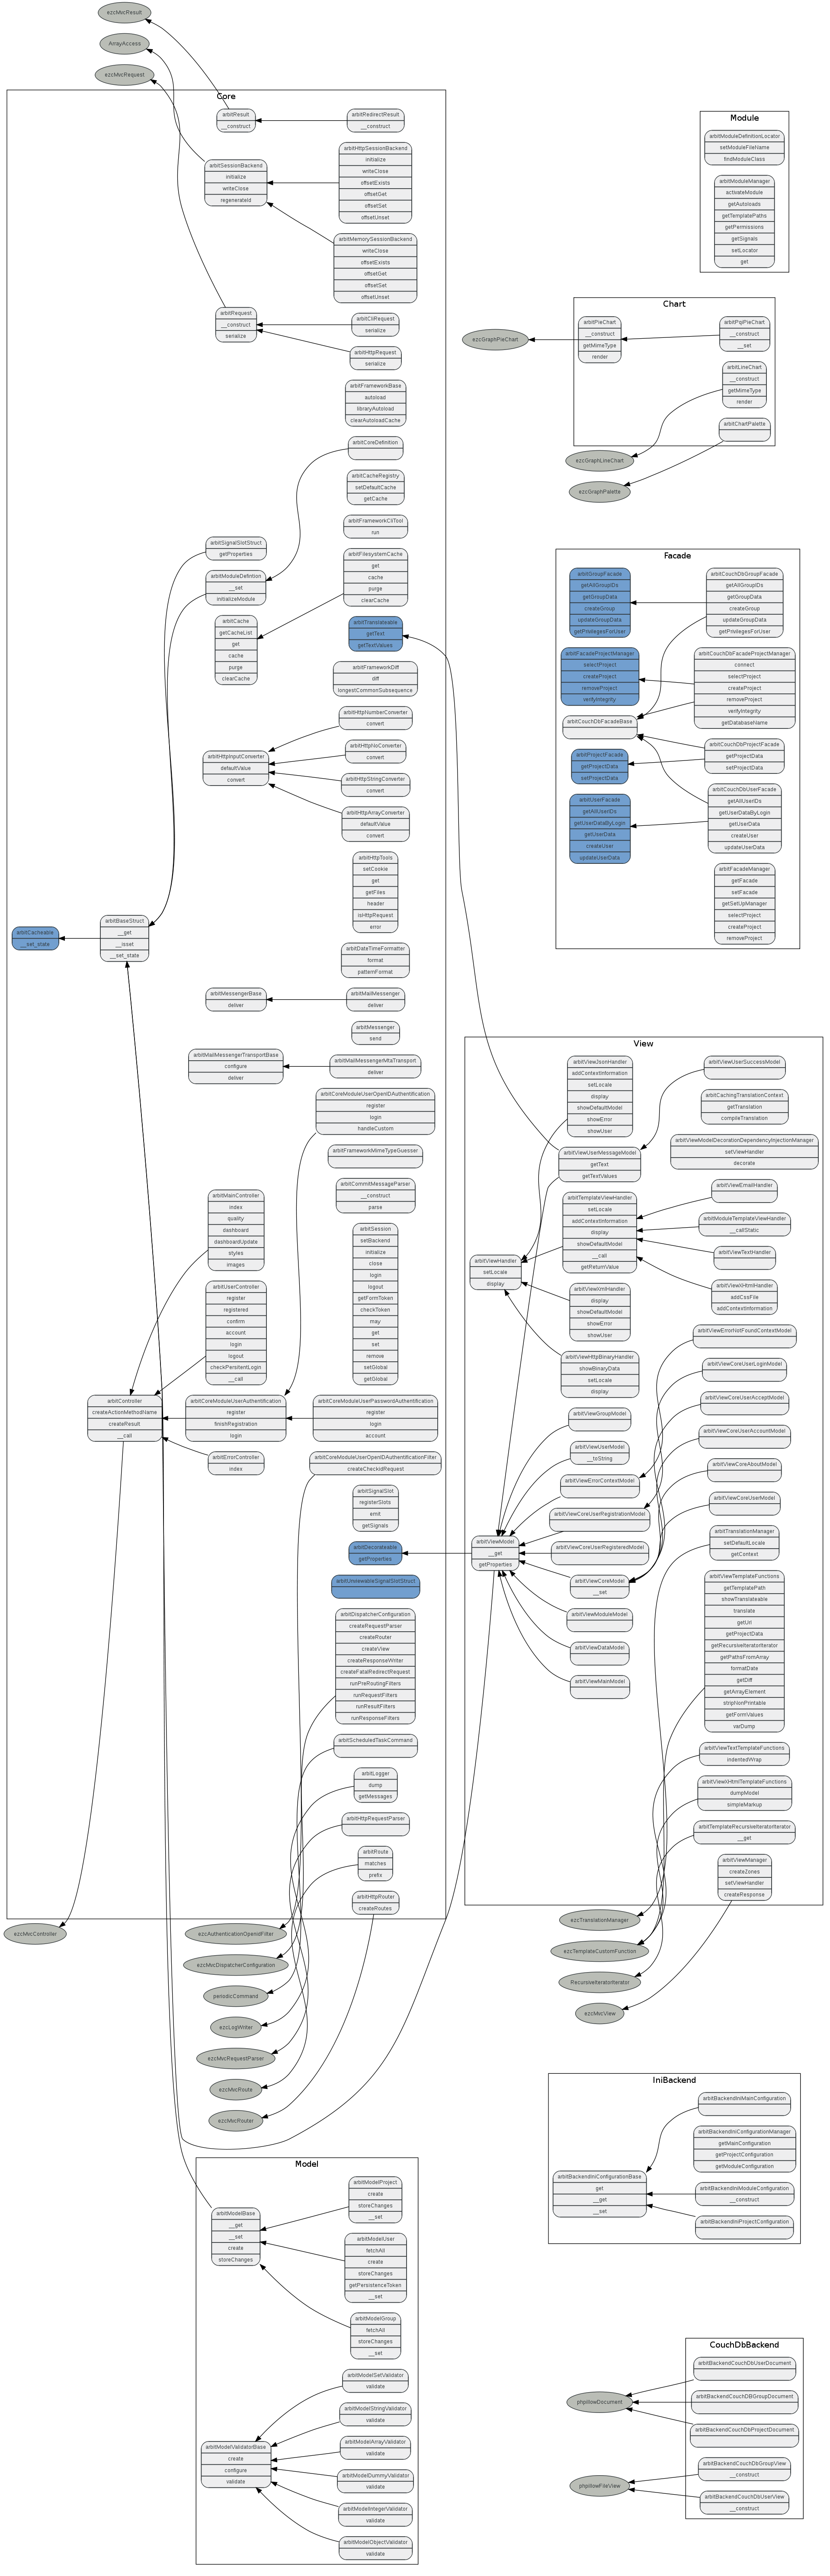 ezcMvcResult
ArrayAccess
ezcMvcRequest
Core
arbitResult
__construct
arbitRedirectResult
__construct
arbitSessionBackend
initialize
writeClose
regenerateId
arbitHttpSessionBackend
initialize
writeClose
offsetExists
offsetGet
offsetSet
offsetUnset
arbitMemorySessionBackend
writeClose
offsetExists
offsetGet
offsetSet
offsetUnset
arbitRequest
__construct
serialize
arbitCliRequest
serialize
arbitHttpRequest
serialize
arbitFrameworkBase
autoload
libraryAutoload
clearAutoloadCache
arbitCoreDefinition
arbitCacheRegistry
setDefaultCache
getCache
arbitFrameworkCliTool
run
arbitSignalSlotStruct
getProperties
arbitModuleDefintion
__set
initializeModule
arbitFilesystemCache
get
cache
purge
clearCache
arbitCache
getCacheList
get
cache
purge
clearCache
arbitTranslateable
getText
getTextValues
arbitFrameworkDiff
diff
longestCommonSubsequence
arbitHttpNumberConverter
convert
arbitHttpInputConverter
defaultValue
convert
arbitHttpNoConverter
convert
arbitHttpStringConverter
convert
arbitHttpArrayConverter
defaultValue
convert
arbitHttpTools
setCookie
get
getFiles
header
isHttpRequest
error
arbitCacheable
__set_state
arbitBaseStruct
__get
__isset
__set_state
arbitDateTimeFormatter
format
patternFormat
arbitMessengerBase
deliver
arbitMailMessenger
deliver
arbitMessenger
send
arbitMailMessengerTransportBase
configure
deliver
arbitMailMessengerMtaTransport
deliver
arbitCoreModuleUserOpenIDAuthentification
register
login
handleCustom
arbitFrameworkMimeTypeGuesser
arbitCommitMessageParser
__construct
parse
arbitMainController
index
quality
dashboard
dashboardUpdate
styles
images
arbitSession
setBackend
initialize
close
login
logout
getFormToken
checkToken
may
get
set
remove
setGlobal
getGlobal
arbitUserController
register
registered
confirm
account
login
logout
checkPersitentLogin
__call
arbitController
createActionMethodName
createResult
__call
arbitCoreModuleUserAuthentification
register
finishRegistration
login
arbitCoreModuleUserPasswordAuthentification
register
login
account
arbitErrorController
index
arbitCoreModuleUserOpenIDAuthentificationFilter
createCheckidRequest
arbitSignalSlot
registerSlots
emit
getSignals
arbitDecorateable
getProperties
arbitUnviewableSignalSlotStruct
arbitDispatcherConfiguration
createRequestParser
createRouter
createView
createResponseWriter
createFatalRedirectRequest
runPreRoutingFilters
runRequestFilters
runResultFilters
runResponseFilters
arbitScheduledTaskCommand
arbitLogger
dump
getMessages
arbitHttpRequestParser
arbitRoute
matches
prefix
arbitHttpRouter
createRoutes
ezcMvcController
ezcAuthenticationOpenidFilter
ezcMvcDispatcherConfiguration
periodicCommand
ezcLogWriter
ezcMvcRequestParser
ezcMvcRoute
ezcMvcRouter
Model
arbitModelProject
create
storeChanges
__set
arbitModelBase
__get
__set
create
storeChanges
arbitModelUser
fetchAll
create
storeChanges
getPersistenceToken
__set
arbitModelGroup
fetchAll
storeChanges
__set
arbitModelSetValidator
validate
arbitModelStringValidator
validate
arbitModelValidatorBase
create
configure
validate
arbitModelArrayValidator
validate
arbitModelDummyValidator
validate
arbitModelIntegerValidator
validate
arbitModelObjectValidator
validate
Module
arbitModuleDefinitionLocator
setModuleFileName
findModuleClass
arbitModuleManager
activateModule
getAutoloads
getTemplatePaths
getPermissions
getSignals
setLocator
get
Chart
ezcGraphPieChart
arbitPieChart
__construct
getMimeType
render
arbitPqlPieChart
__construct
__set
arbitLineChart
__construct
getMimeType
render
arbitChartPalette
ezcGraphLineChart
ezcGraphPalette
Facade
arbitGroupFacade
getAllGroupIDs
getGroupData
createGroup
updateGroupData
getPrivilegesForUser
arbitCouchDbGroupFacade
getAllGroupIDs
getGroupData
createGroup
updateGroupData
getPrivilegesForUser
arbitFacadeProjectManager
selectProject
createProject
removeProject
verifyIntegrity
arbitCouchDbFacadeProjectManager
connect
selectProject
createProject
removeProject
verifyIntegrity
getDatabaseName
arbitCouchDbFacadeBase
arbitCouchDbProjectFacade
getProjectData
setProjectData
arbitProjectFacade
getProjectData
setProjectData
arbitCouchDbUserFacade
getAllUserIDs
getUserDataByLogin
getUserData
createUser
updateUserData
arbitUserFacade
getAllUserIDs
getUserDataByLogin
getUserData
createUser
updateUserData
arbitFacadeManager
getFacade
setFacade
getSetUpManager
selectProject
createProject
removeProject
View
arbitViewJsonHandler
addContextInformation
setLocale
display
showDefaultModel
showError
showUser
arbitViewUserSuccessModel
arbitCachingTranslationContext
getTranslation
compileTranslation
arbitViewUserMessageModel
getText
getTextValues
arbitViewModelDecorationDependencyInjectionManager
setViewHandler
decorate
arbitTemplateViewHandler
setLocale
addContextInformation
display
showDefaultModel
__call
getReturnValue
arbitViewEmailHandler
arbitModuleTemplateViewHandler
__callStatic
arbitViewTextHandler
arbitViewXHtmlHandler
addCssFile
addContextInformation
arbitViewHandler
setLocale
display
arbitViewXmlHandler
display
showDefaultModel
showError
showUser
arbitViewHttpBinaryHandler
showBinaryData
setLocale
display
arbitViewErrorNotFoundContextModel
arbitViewCoreUserLoginModel
arbitViewCoreUserAcceptModel
arbitViewCoreUserAccountModel
arbitViewCoreAboutModel
arbitViewCoreUserModel
arbitViewGroupModel
arbitViewUserModel
__toString
arbitViewErrorContextModel
arbitViewCoreUserRegistrationModel
arbitViewModel
__get
getProperties
arbitViewCoreUserRegisteredModel
arbitViewCoreModel
__set
arbitViewModuleModel
arbitViewDataModel
arbitViewMainModel
arbitTranslationManager
setDefaultLocale
getContext
arbitViewTemplateFunctions
getTemplatePath
showTranslateable
translate
getUrl
getProjectData
getRecursiveIteratorIterator
getPathsFromArray
formatDate
getDiff
getArrayElement
stripNonPrintable
getFormValues
varDump
arbitViewTextTemplateFunctions
indentedWrap
arbitViewXHtmlTemplateFunctions
dumpModel
simpleMarkup
arbitTemplateRecursiveIteratorIterator
__get
arbitViewManager
createZones
setViewHandler
createResponse
ezcTranslationManager
ezcTemplateCustomFunction
RecursiveIteratorIterator
ezcMvcView
IniBackend
arbitBackendIniMainConfiguration
arbitBackendIniConfigurationManager
getMainConfiguration
getProjectConfiguration
getModuleConfiguration
arbitBackendIniConfigurationBase
get
__get
__set
arbitBackendIniModuleConfiguration
__construct
arbitBackendIniProjectConfiguration
CouchDbBackend
arbitBackendCouchDbUserDocument
phpillowDocument
arbitBackendCouchDBGroupDocument
arbitBackendCouchDbProjectDocument
arbitBackendCouchDbGroupView
__construct
phpillowFileView
arbitBackendCouchDbUserView
__construct